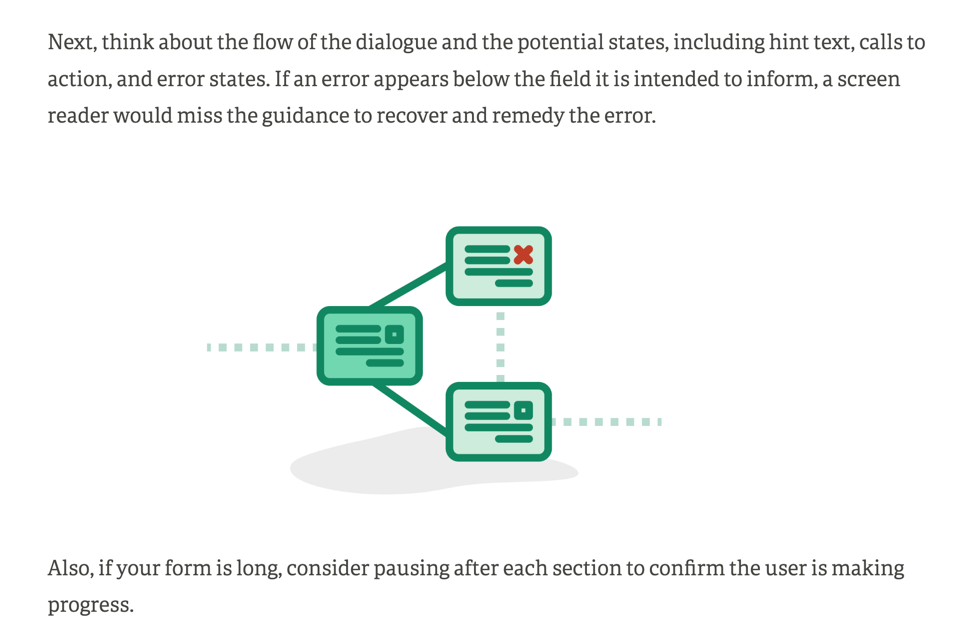 Next, think about the flow of the dialogue and the potential states, including hint text, calls to
action, and error states. If an error appears below the field it is intended to inform, a screen
reader would miss the guidance to recover and remedy the error.
Also, if your form is long, consider pausing after each section to confirm the user is making
progress.